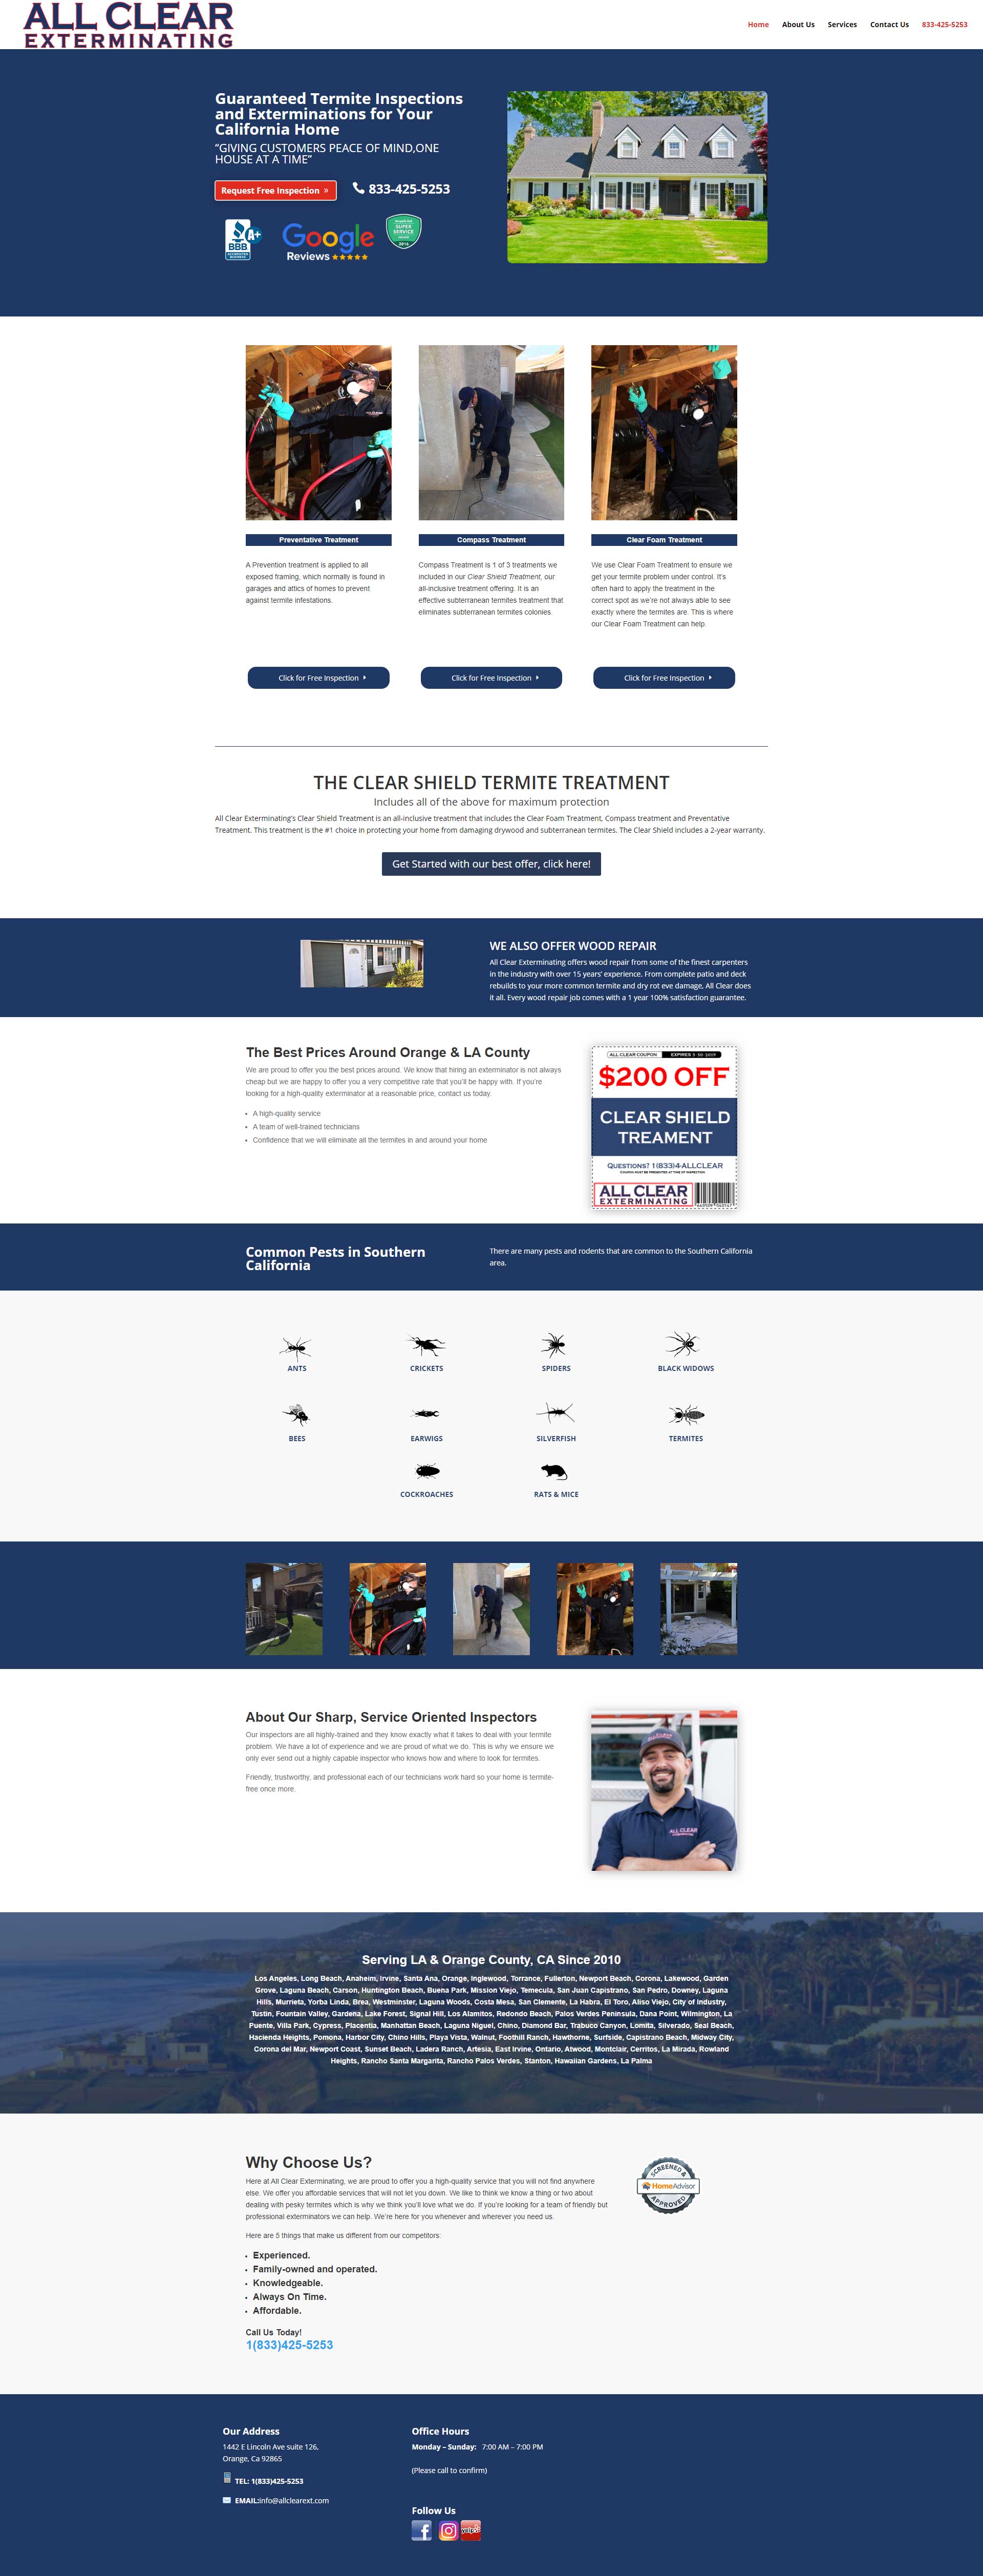 ALL CLEAR
EXTERMINATING
Home
About Us
Services
Contact Us
833-425-5253
Guaranteed Termite Inspections
and Exterminations for Your
California Home
“GIVING CUSTOMERS PEACE OF MIND,ONE
HOUSE AT A TIME”
Request Free Inspection »
833-425-5253
BBB
A+
ACCREDITED
BUSINESS
Google
Reviews
SUPER
SERVICE
Preventative Treatment
A Prevention treatment is applied to all
exposed framing, which normally is found in
garages and attics of homes to prevent
against termite infestations.
Click for Free Inspection
Compass Treatment
Compass Treatment is 1 of 3 treatments we
included in our Clear Shield Treatment, our
all-inclusive treatment offering. It is an
effective subterranean termites treatment that
eliminates subterranean termites colonies.
Click for Free Inspection
Clear Foam Treatment
We use Clear Foam Treatment to ensure we
get your termite problem under control. It’s
often hard to apply the treatment in the
correct spot as we’re not always able to see
exactly where the termites are. This is where
our Clear Foam Treatment can help.
Click for Free Inspection
THE CLEAR SHIELD TERMITE TREATMENT
Includes all of the above for maximum protection
All Clear Exterminating’s Clear Shield Treatment is an all-inclusive treatment that includes the Clear Foam Treatment, Compass treatment and Preventative
Treatment. This treatment is the #1 choice in protecting your home from damaging drywood and subterranean termites. The Clear Shield includes a 2-year warranty.
Get Started with our best offer, click here!
WE ALSO OFFER WOOD REPAIR
All Clear Exterminating offers wood repair from some of the finest carpenters
in the industry with over 15 years’ experience. From complete patio and deck
rebuilds to your more common termite and dry rot eve damage, All Clear does
it all. Every wood repair job comes with a 1 year 100% satisfaction guarantee.
The Best Prices Around Orange & LA County
We are proud to offer you the best prices around. We know that hiring an exterminator is not always
cheap but we are happy to offer you a very competitive rate that you’ll be happy with. If you’re
looking for a high-quality exterminator at a reasonable price, contact us today.
• A high-quality service
• A team of well-trained technicians
• Confidence that we will eliminate all the termites in and around your home
ALL CLEAR COUPON
EXPIRES 5-30-2019
$200 OFF
CLEAR SHIELD
TREAMENT
QUESTIONS? 1(833)4-ALLCLEAR
COUPON MUST BE PRESENTED AT TIME OF INSPECTION
ALL CLEAR
EXTERMINATING
Common Pests in Southern
California
There are many pests and rodents that are common to the Southern California
area.
ANTS
CRICKETS
SPIDERS
BLACK WIDOWS
BEES
EARWIGS
SILVERFISH
TERMITES
COCKROACHES
RATS & MICE
About Our Sharp, Service Oriented Inspectors
Our inspectors are all highly-trained and they know exactly what it takes to deal with your termite
problem. We have a lot of experience and we are proud of what we do. This is why we ensure we
only ever send out a highly capable inspector who knows how and where to look for termites.
Friendly, trustworthy, and professional each of our technicians work hard so your home is termite-
free once more.
ALL CLEAR
Serving LA & Orange County, CA Since 2010
Los Angeles, Long Beach, Anaheim, Irvine, Santa Ana, Orange, Inglewood, Torrance, Fullerton, Newport Beach, Corona, Lakewood, Garden
Grove, Laguna Beach, Carson, Huntington Beach, Buena Park, Mission Viejo, Temecula, San Juan Capistrano, San Pedro, Downey, Laguna
Hills, Murrieta, Yorba Linda, Brea, Westminster, Laguna Woods, Costa Mesa, San Clemente, La Habra, El Toro, Aliso Viejo, City of Industry,
Tustin, Fountain Valley, Gardena, Lake Forest, Signal Hill, Los Alamitos, Redondo Beach, Palos Verdes Peninsula, Dana Point, Wilmington, La
Puente, Villa Park, Cypress, Placentia, Manhattan Beach, Laguna Niguel, Chino, Diamond Bar, Trabuco Canyon, Lomita, Silverado, Seal Beach,
Hacienda Heights, Pomona, Harbor City, Chino Hills, Playa Vista, Walnut, Foothill Ranch, Hawthorne, Surfside, Capistrano Beach, Midway City,
Corona del Mar, Newport Coast, Sunset Beach, Ladera Ranch, Artesia, East Irvine, Ontario, Atwood, Montclair, Cerritos, La Mirada, Rowland
Heights, Rancho Santa Margarita, Rancho Palos Verdes, Stanton, Hawaiian Gardens, La Palma
Why Choose Us?
Here at All Clear Exterminating, we are proud to offer you a high-quality service that you will not find anywhere
else. We offer you affordable services that will not let you down. We like to think we know a thing or two about
dealing with pesky termites which is why we think you’ll love what we do. If you’re looking for a team of friendly but
professional exterminators we can help. We’re here for you whenever and wherever you need us.
Here are 5 things that make us different from our competitors:
• Experienced.
• Family-owned and operated.
• Knowledgeable.
• Always On Time.
• Affordable.
Call Us Today!
1(833)425-5253
SCREENED &
HomeAdvisor
APPROVED
Our Address
1442 E Lincoln Ave suite 126,
Orange, Ca 92865
TEL: 1(833)425-5253
EMAIL:info@allclearext.com
Office Hours
Monday – Sunday: 7:00 AM – 7:00 PM
(Please call to confirm)
Follow Us
yelp